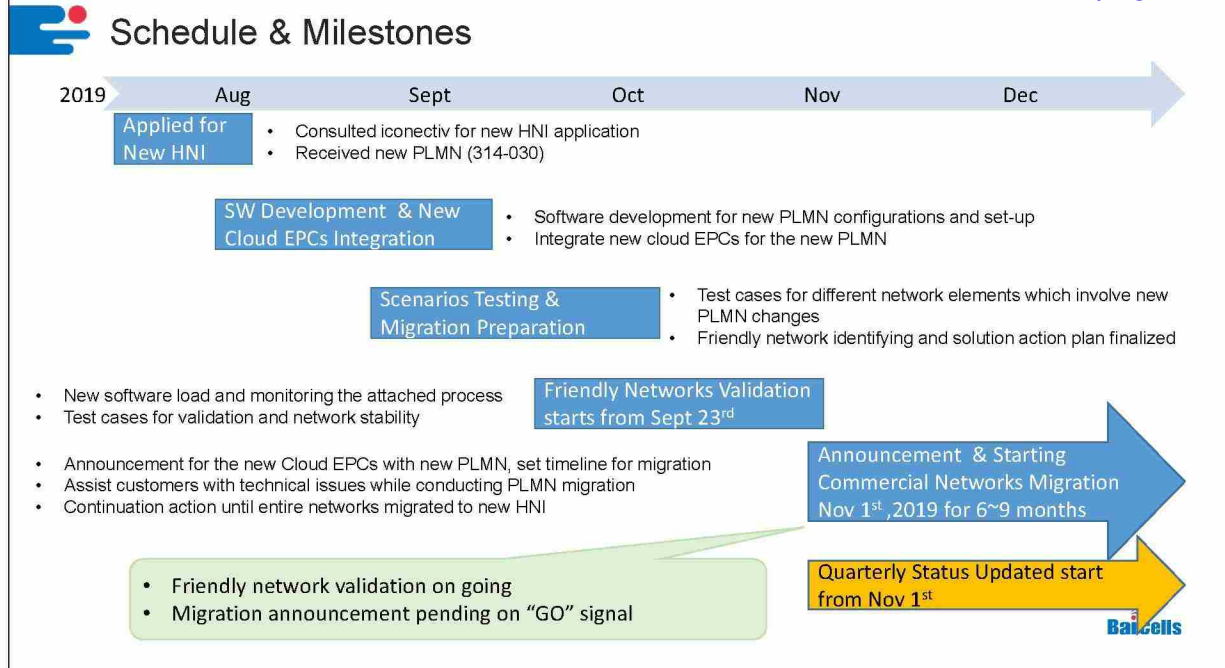 Schedule & Milestones
2019
Aug
Sept
Oct
Nov
Dec
Applied for
New HNI
• Consulted iconectiv for new HNI application
• Received new PLMN (314-030)
SW Development & New
Cloud EPCs Integration
• Software development for new PLMN configurations and set-up
• Integrate new cloud EPCs for the new PLMN
Scenarios Testing &
Migration Preparation
• Test cases for different network elements which involve new
PLMN changes
• Friendly network identifying and solution action plan finalized
• New software load and monitoring the attached process
• Test cases for validation and network stability
Friendly Networks Validation
starts from Sept 23rd
• Announcement for the new Cloud EPCs with new PLMN, set timeline for migration
• Assist customers with technical issues while conducting PLMN migration
• Continuation action until entire networks migrated to new HNI
Announcement & Starting
Commercial Networks Migration
Nov 1st ,2019 for 6~9 months
• Friendly network validation on going
• Migration announcement pending on “GO” signal
Quarterly Status Updated start
from Nov 1st
Baicells